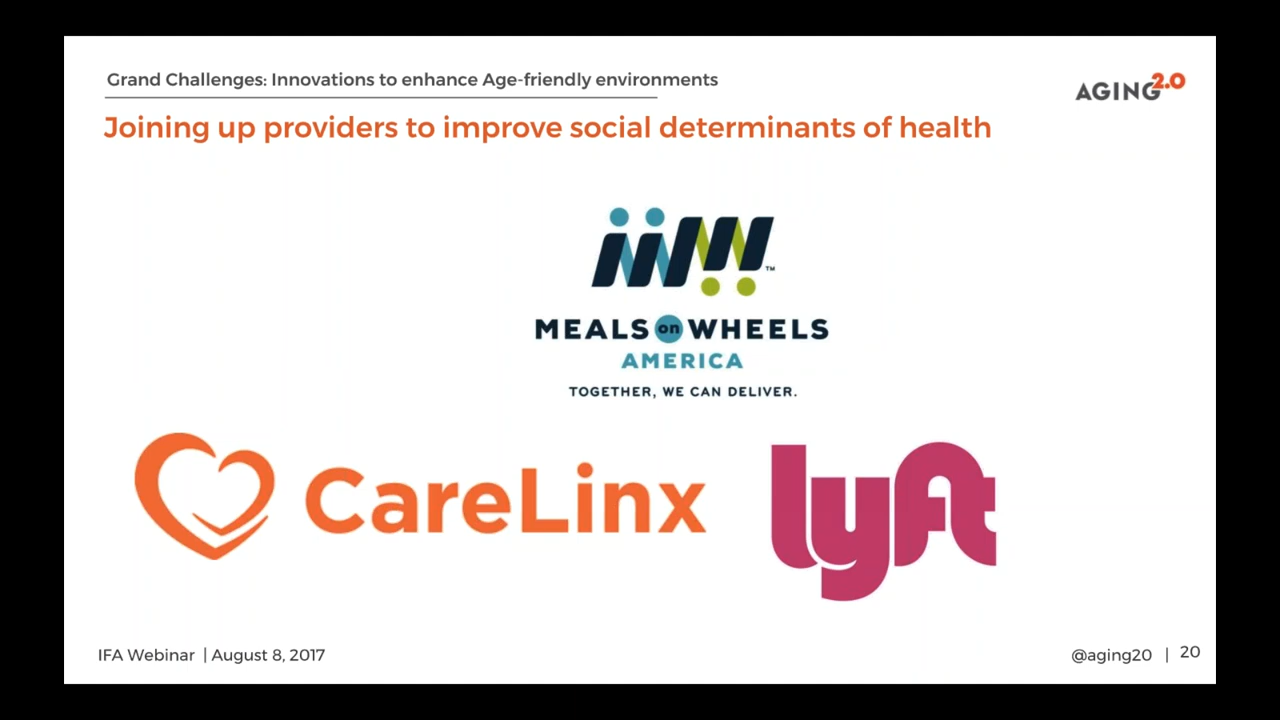 Grand Challenges: Innovations to enhance Age-friendly environments
AGING2.0
Joining up providers to improve social determinants of health
™
MEALS on WHEELS
AMERICA
TOGETHER, WE CAN DELIVER.
CareLinx
lyft
IFA Webinar | August 8, 2017
@aging20 | 20